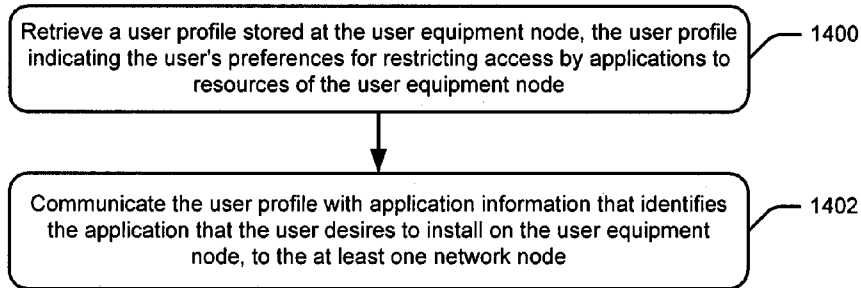 Retrieve a user profile stored at the user equipment node, the user profile
indicating the user's preferences for restricting access by applications to
resources of the user equipment node
1400
Communicate the user profile with application information that identifies
the application that the user desires to install on the user equipment
node, to the at least one network node
1402